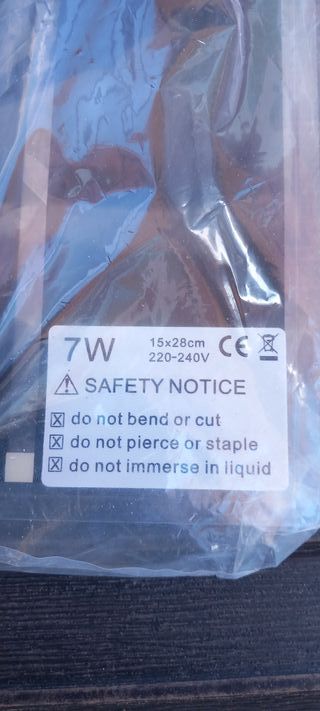 7W 15x28cm CE
220-240V
SAFETY NOTICE
do not bend or cut
do not pierce or staple
do not immerse in liquid